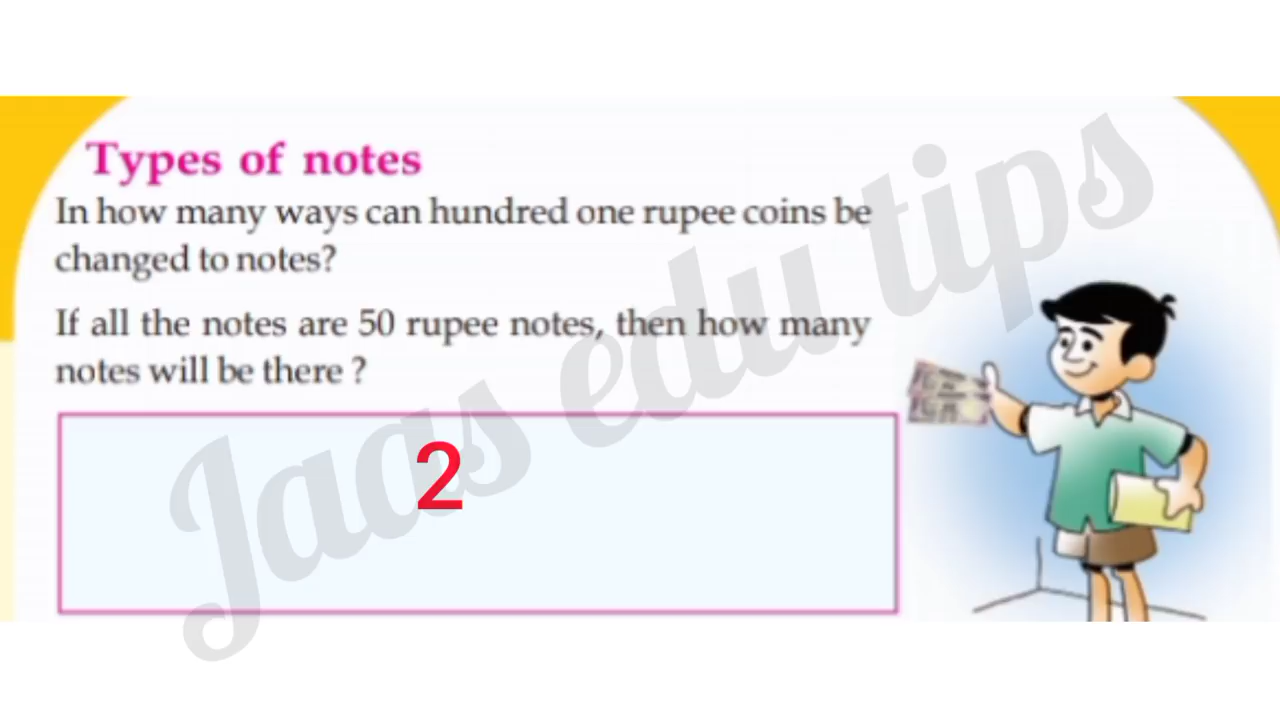 Types of notes
In how many ways can hundred one rupee coins be
changed to notes?
If all the notes are 50 rupee notes, then how many
notes will be there ?
2
Jaas edu tips